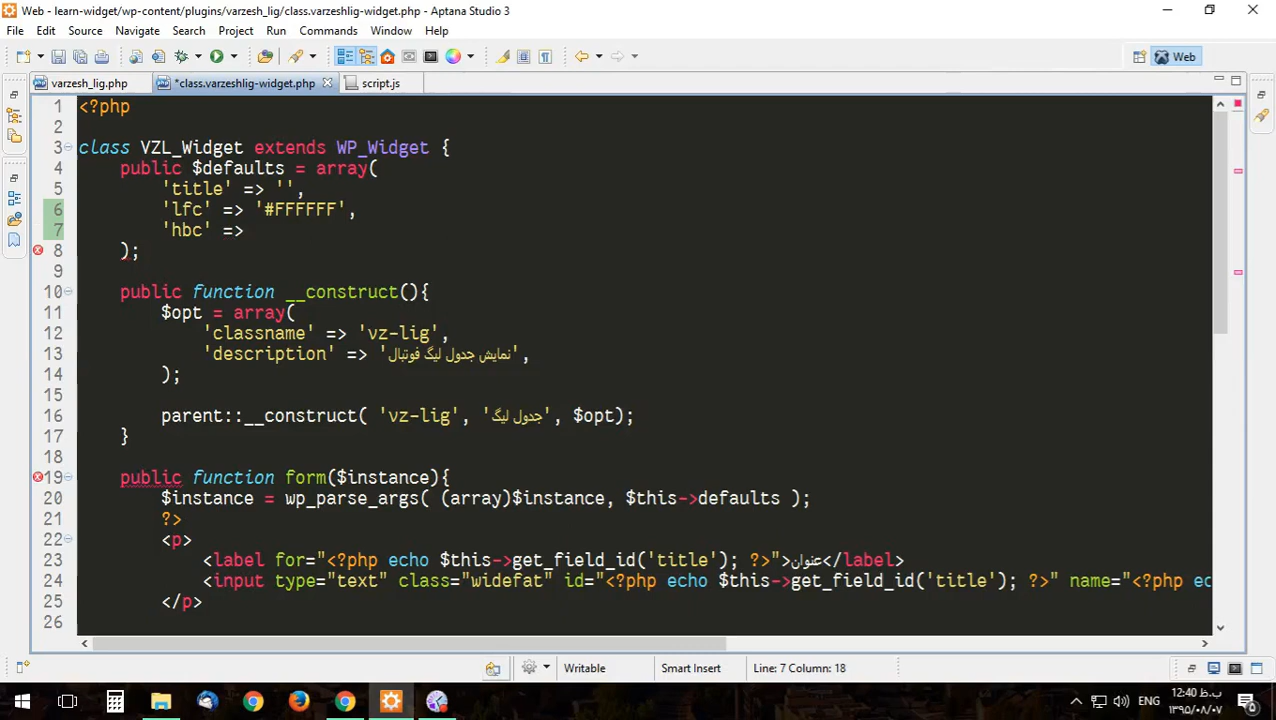 Web - learn-widget/wp-content/plugins/varzesh_lig/class.varzeshlig-widget.php - Aptana Studio 3
File Edit Source Navigate Search Project Run Commands Window Help
Web
varzesh_lig.php *class.varzeshlig-widget.php script.js
1 <?php
2
3 class VZL_Widget extends WP_Widget {
4 public $defaults = array(
5 'title' => '',
6 'lfc' => '#FFFFFF',
7 'hbc' =>
8 );
9
10 public function __construct(){
11 $opt = array(
12 'classname' => 'vz-lig',
13 'description' => 'نمایش جدول لیگ فوتبال',
14 );
15
16 parent::__construct( 'vz-lig', 'جدول لیگ', $opt);
17 }
18
19 public function form($instance){
20 $instance = wp_parse_args( (array)$instance, $this->defaults );
21 ?>
22 <p>
23 <label for="<?php echo $this->get_field_id('title'); ?>">عنوان</label>
24 <input type="text" class="widefat" id="<?php echo $this->get_field_id('title'); ?>" name="<?php ec
25 </p>
26
Writable Smart Insert Line: 7 Column: 18
ENG
12:40 ب.ظ
۱۳۹۵/۰۸/۰۷